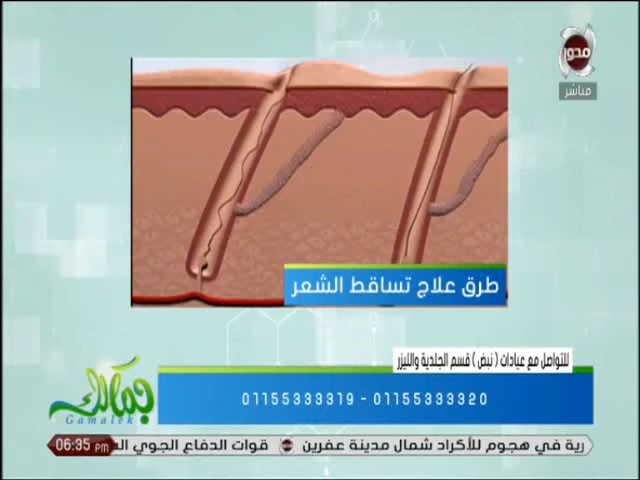 محور
مباشر
طرق علاج تساقط الشعر
للتواصل مع عيادات ( نبض ) قسم الجلدية والليزر
01155333319 - 01155333320
جمالك
Gamalek
06:35 pm
رية في هجوم للأكراد شمال مدينة عفرين قوات الدفاع الجوي الس